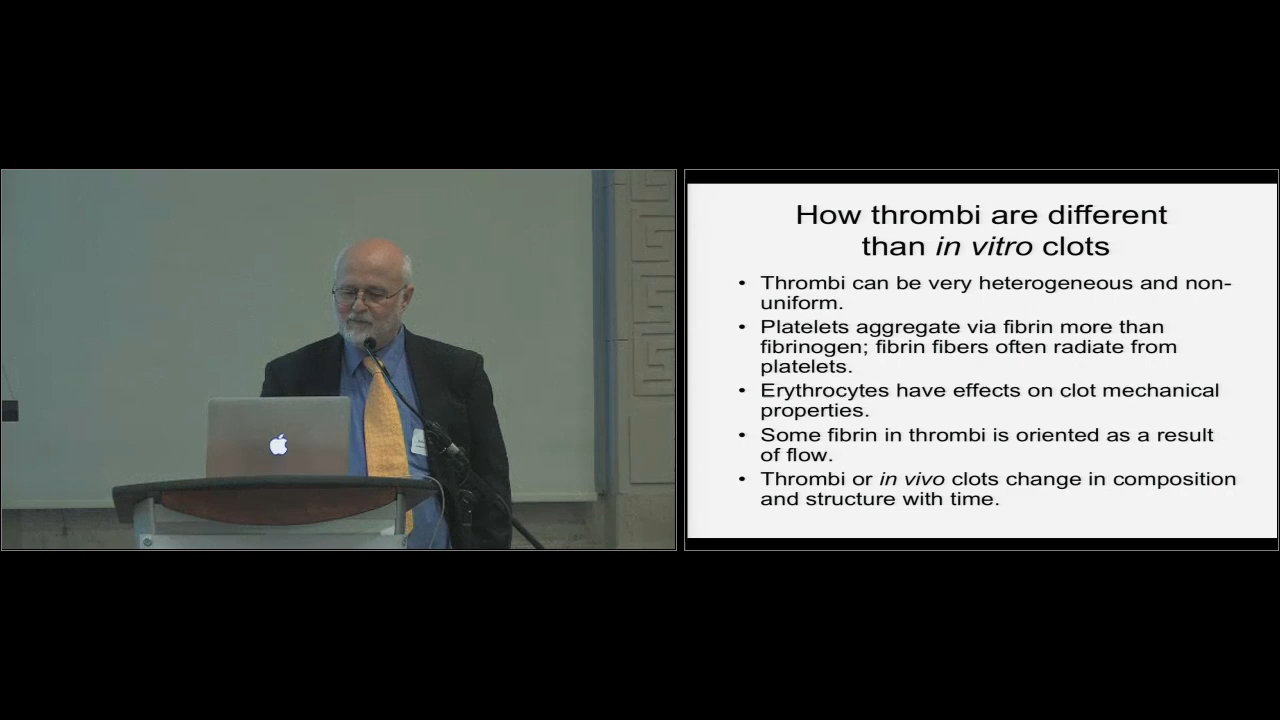 How thrombi are different
than in vitro clots
• Thrombi can be very heterogeneous and non-
uniform.
• Platelets aggregate via fibrin more than
fibrinogen; fibrin fibers often radiate from
platelets.
• Erythrocytes have effects on clot mechanical
properties.
• Some fibrin in thrombi is oriented as a result
of flow.
• Thrombi or in vivo clots change in composition
and structure with time.